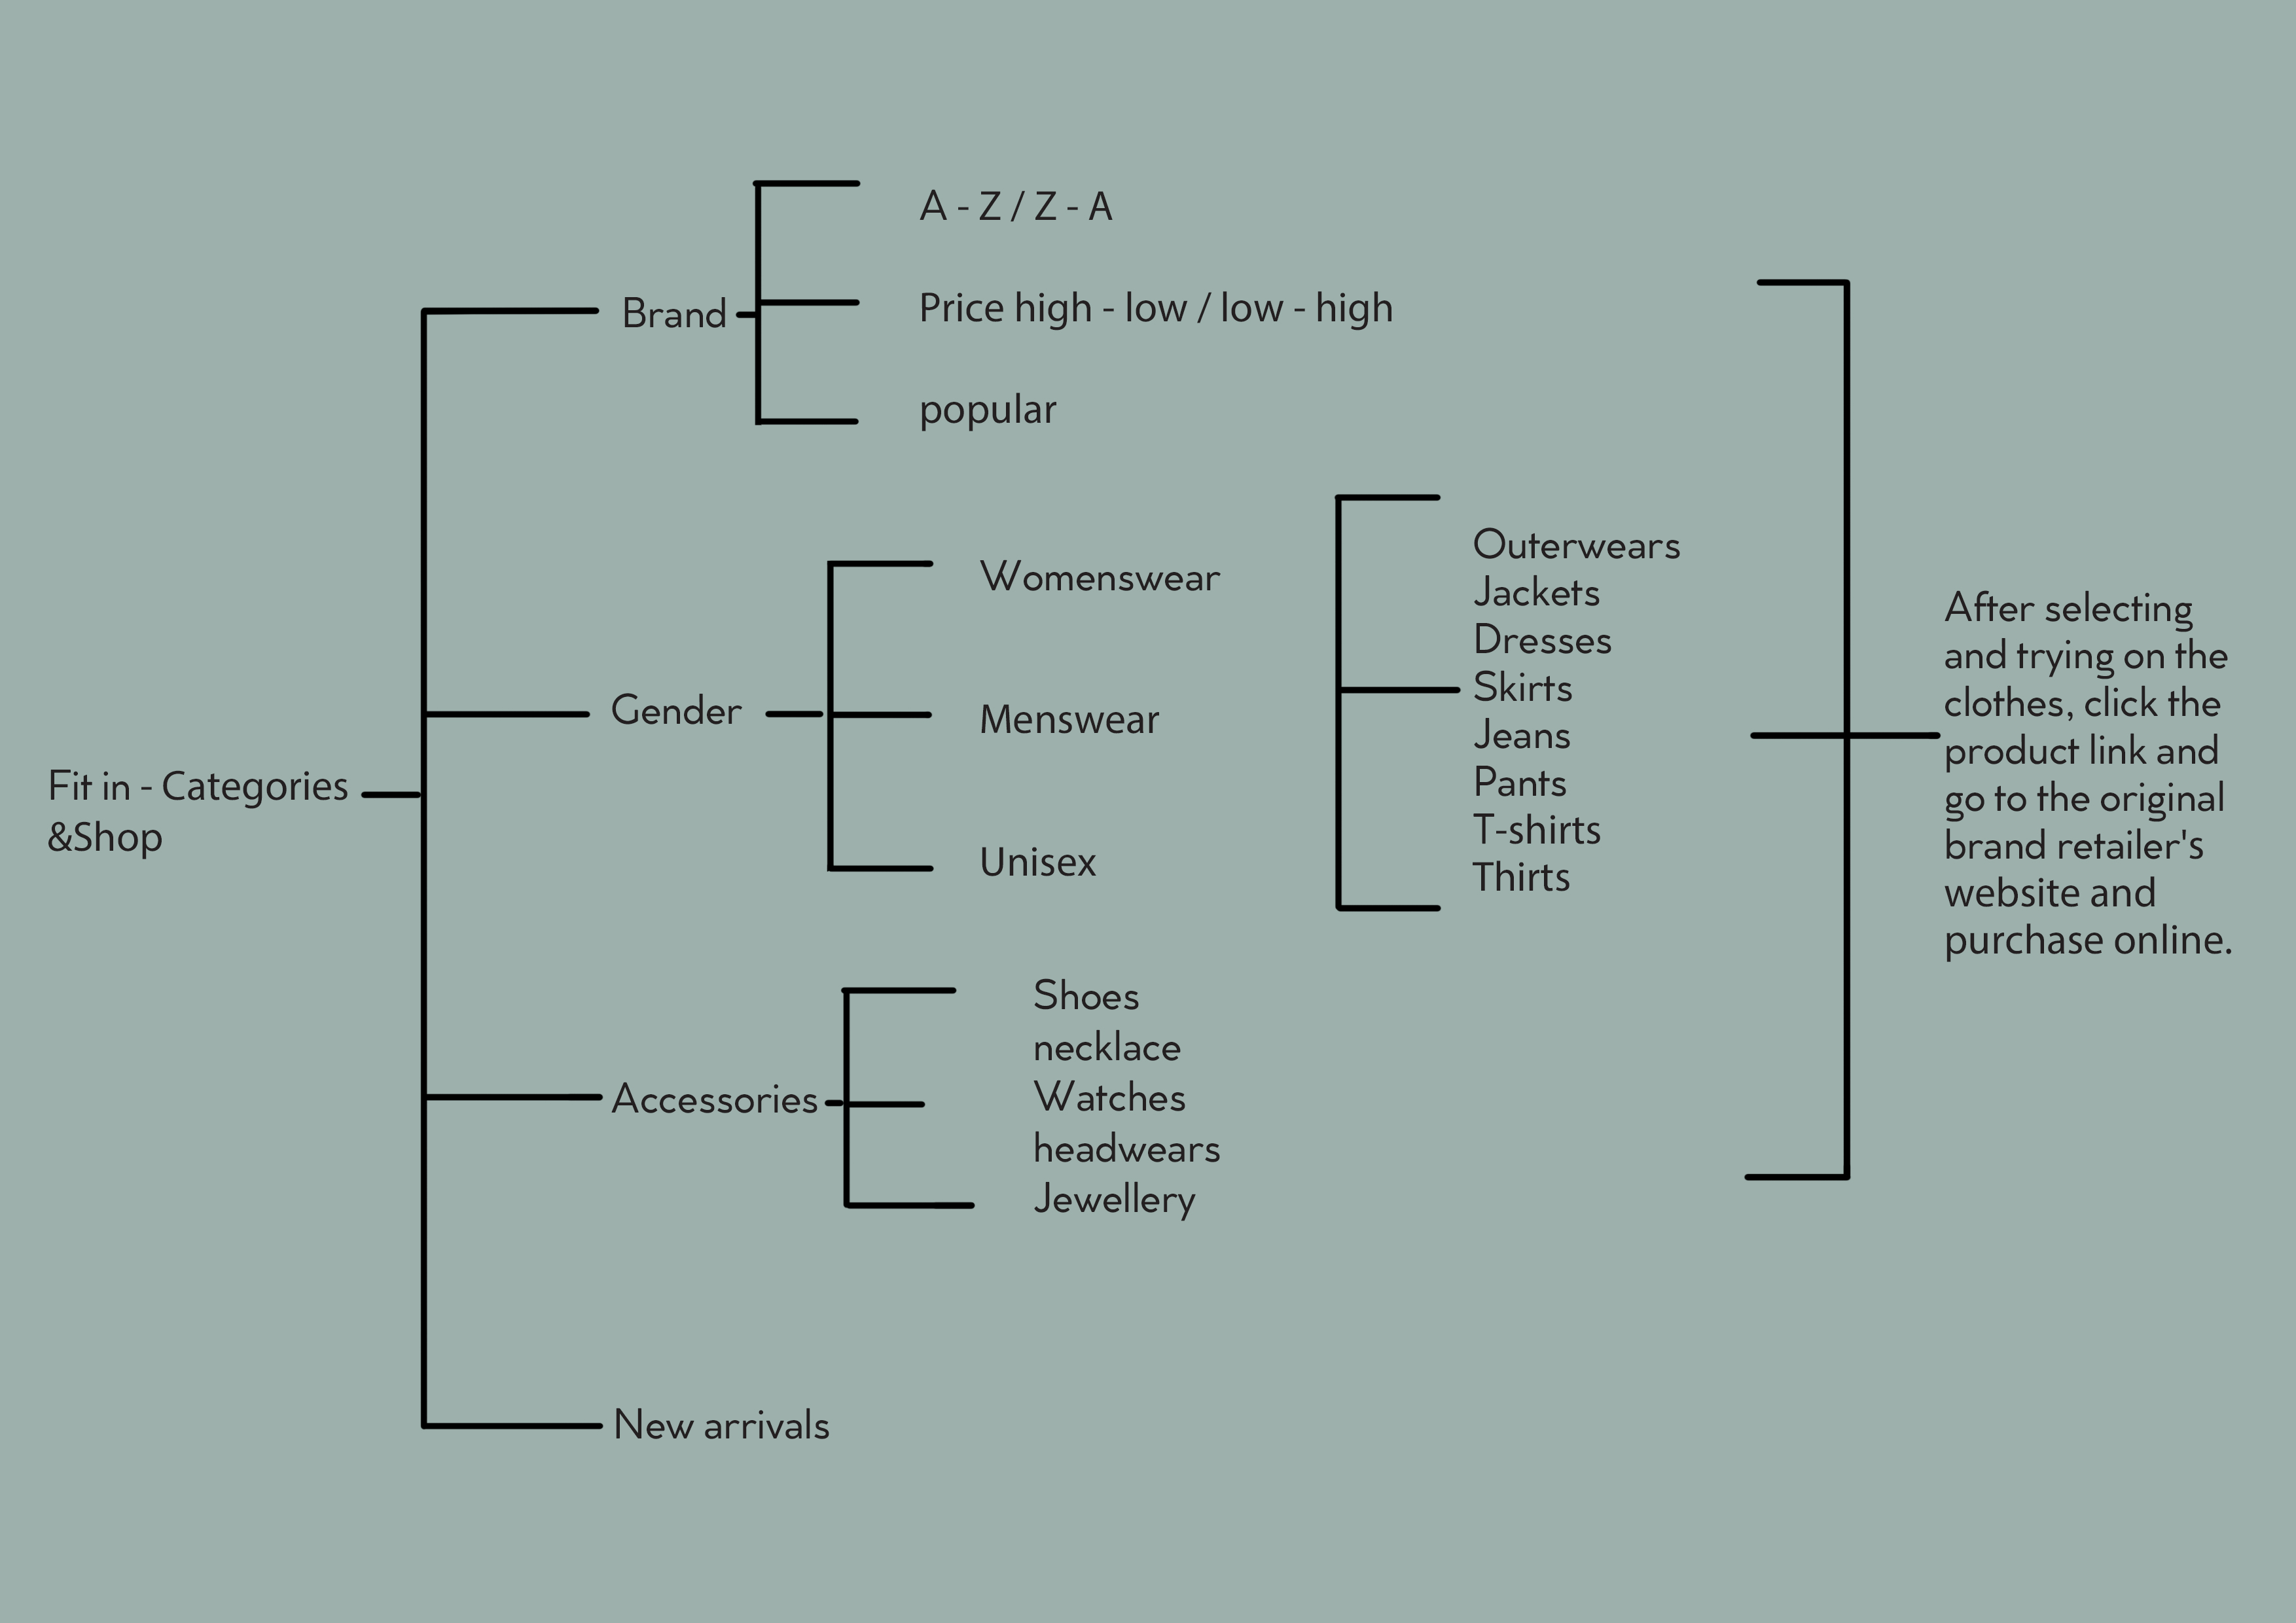 Fit in - Categories
&Shop
Brand
A - Z / Z - A
Price high - low / low - high
popular
Gender
Womenswear
Menswear
Unisex
Outerwears
Jackets
Dresses
Skirts
Jeans
Pants
T-shirts
Thirts
Accessories
Shoes
necklace
Watches
headwears
Jewellery
New arrivals
After selecting
and trying on the
clothes, click the
product link and
go to the original
brand retailer's
website and
purchase online.